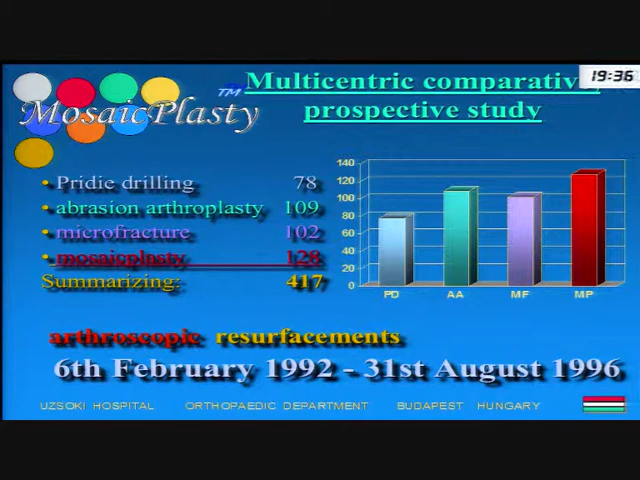 19:36
MosaicPlasty TM
Multicentric comparativ
prospective study
• Pridie drilling 78
• abrasion arthroplasty 109
• microfracture 102
• mosaicplasty 128
Summarizing: 417
140
120
100
80
60
40
20
0
PD AA MF MP
arthroscopic resurfacements
6th February 1992 - 31st August 1996
UZSOKI HOSPITAL ORTHOPAEDIC DEPARTMENT BUDAPEST HUNGARY